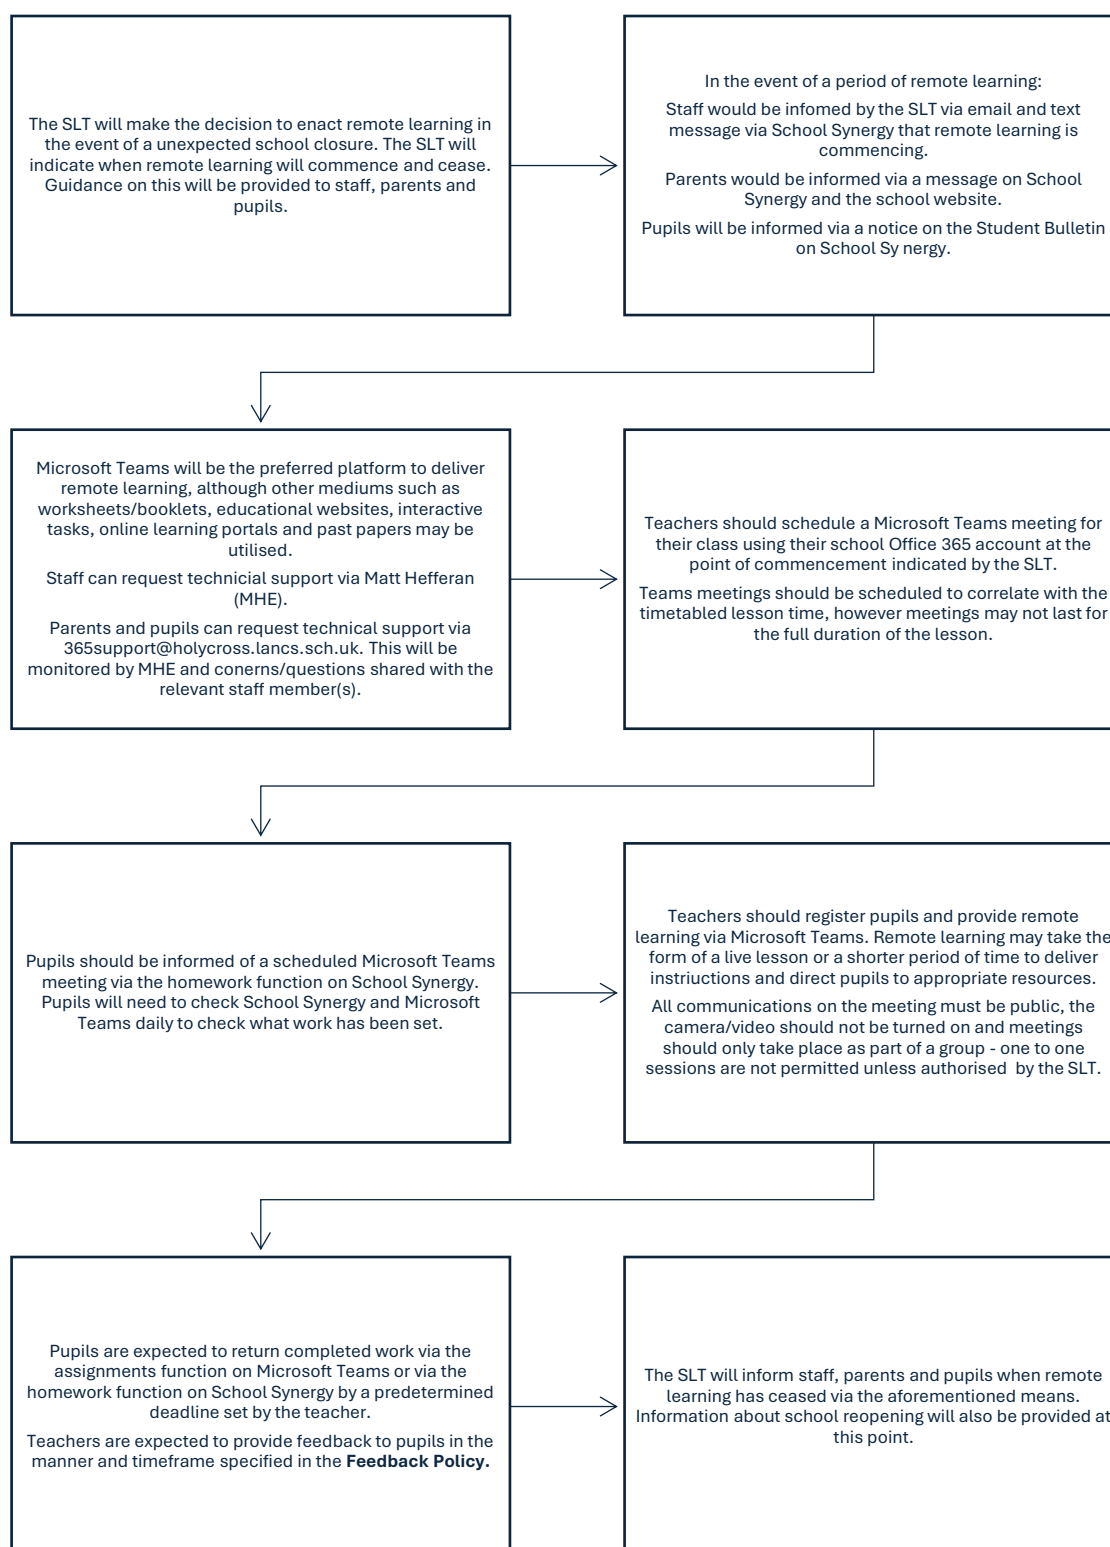 The SLT will make the decision to enact remote learning in
the event of a unexpected school closure. The SLT will
indicate when remote learning will commence and cease.
Guidance on this will be provided to staff, parents and
pupils.
In the event of a period of remote learning:
Staff would be infomed by the SLT via email and text
message via School Synergy that remote learning is
commencing.
Parents would be informed via a message on School
Synergy and the school website.
Pupils will be informed via a notice on the Student Bulletin
on School Sy nergy.
Microsoft Teams will be the preferred platform to deliver
remote learning, although other mediums such as
worksheets/booklets, educational websites, interactive
tasks, online learning portals and past papers may be
utilised.
Staff can request technicial support via Matt Hefferan
(MHE).
Parents and pupils can request technical support via
365support@holycross.lancs.sch.uk. This will be
monitored by MHE and conerns/questions shared with the
relevant staff member(s).
Teachers should schedule a Microsoft Teams meeting for
their class using their school Office 365 account at the
point of commencement indicated by the SLT.
Teams meetings should be scheduled to correlate with the
timetabled lesson time, however meetings may not last for
the full duration of the lesson.
Pupils should be informed of a scheduled Microsoft Teams
meeting via the homework function on School Synergy.
Pupils will need to check School Synergy and Microsoft
Teams daily to check what work has been set.
Teachers should register pupils and provide remote
learning via Microsoft Teams. Remote learning may take the
form of a live lesson or a shorter period of time to deliver
instriuctions and direct pupils to appropriate resources.
All communications on the meeting must be public, the
camera/video should not be turned on and meetings
should only take place as part of a group - one to one
sessions are not permitted unless authorised  by the SLT.
Pupils are expected to return completed work via the
assignments function on Microsoft Teams or via the
homework function on School Synergy by a predetermined
deadline set by the teacher.
Teachers are expected to provide feedback to pupils in the
manner and timeframe specified in the Feedback Policy.
The SLT will inform staff, parents and pupils when remote
learning has ceased via the aforementioned means.
Information about school reopening will also be provided at
this point.